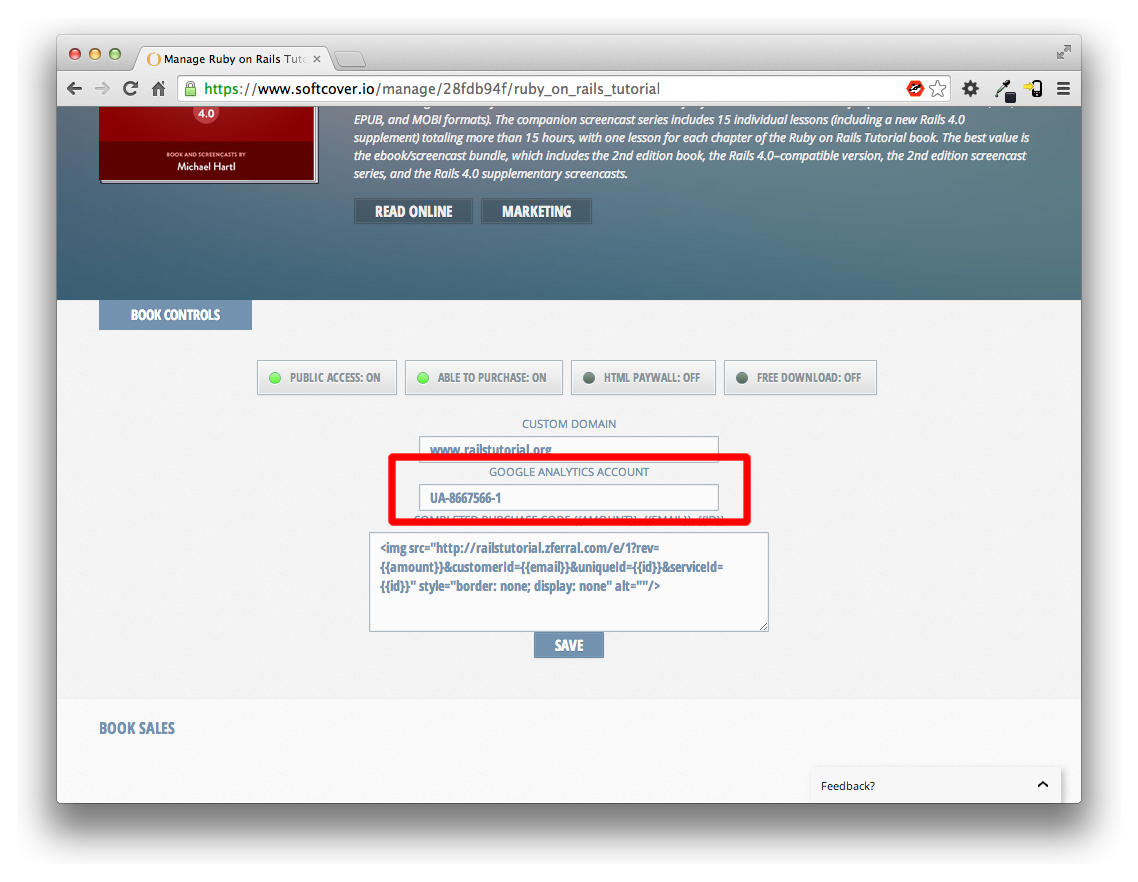 Manage Ruby on Rails Tuto
https://www.softcover.io/manage/28fdb94f/ruby_on_rails_tutorial
4.0
BOOK AND SCREENCASTS BY
Michael Hartl
EPUB, and MOBI formats). The companion screencast series includes 15 individual lessons (including a new Rails 4.0
supplement) totaling more than 15 hours, with one lesson for each chapter of the Ruby on Rails Tutorial book. The best value is
the ebook/screencast bundle, which includes the 2nd edition book, the Rails 4.0–compatible version, the 2nd edition screencast
series, and the Rails 4.0 supplementary screencasts.
READ ONLINE
MARKETING
BOOK CONTROLS
PUBLIC ACCESS: ON
ABLE TO PURCHASE: ON
HTML PAYWALL: OFF
FREE DOWNLOAD: OFF
CUSTOM DOMAIN
www.railstutorial.org
GOOGLE ANALYTICS ACCOUNT
UA-8667566-1
COMPLETED PURCHASE CODE {{AMOUNT}}, {{EMAIL}}, {{ID}}
<img src="http://railstutorial.zferral.com/e/1?rev=
{{amount}}&customerId={{email}}&uniqueId={{id}}&serviceId=
{{id}}" style="border: none; display: none" alt=""/>
SAVE
BOOK SALES
Feedback?